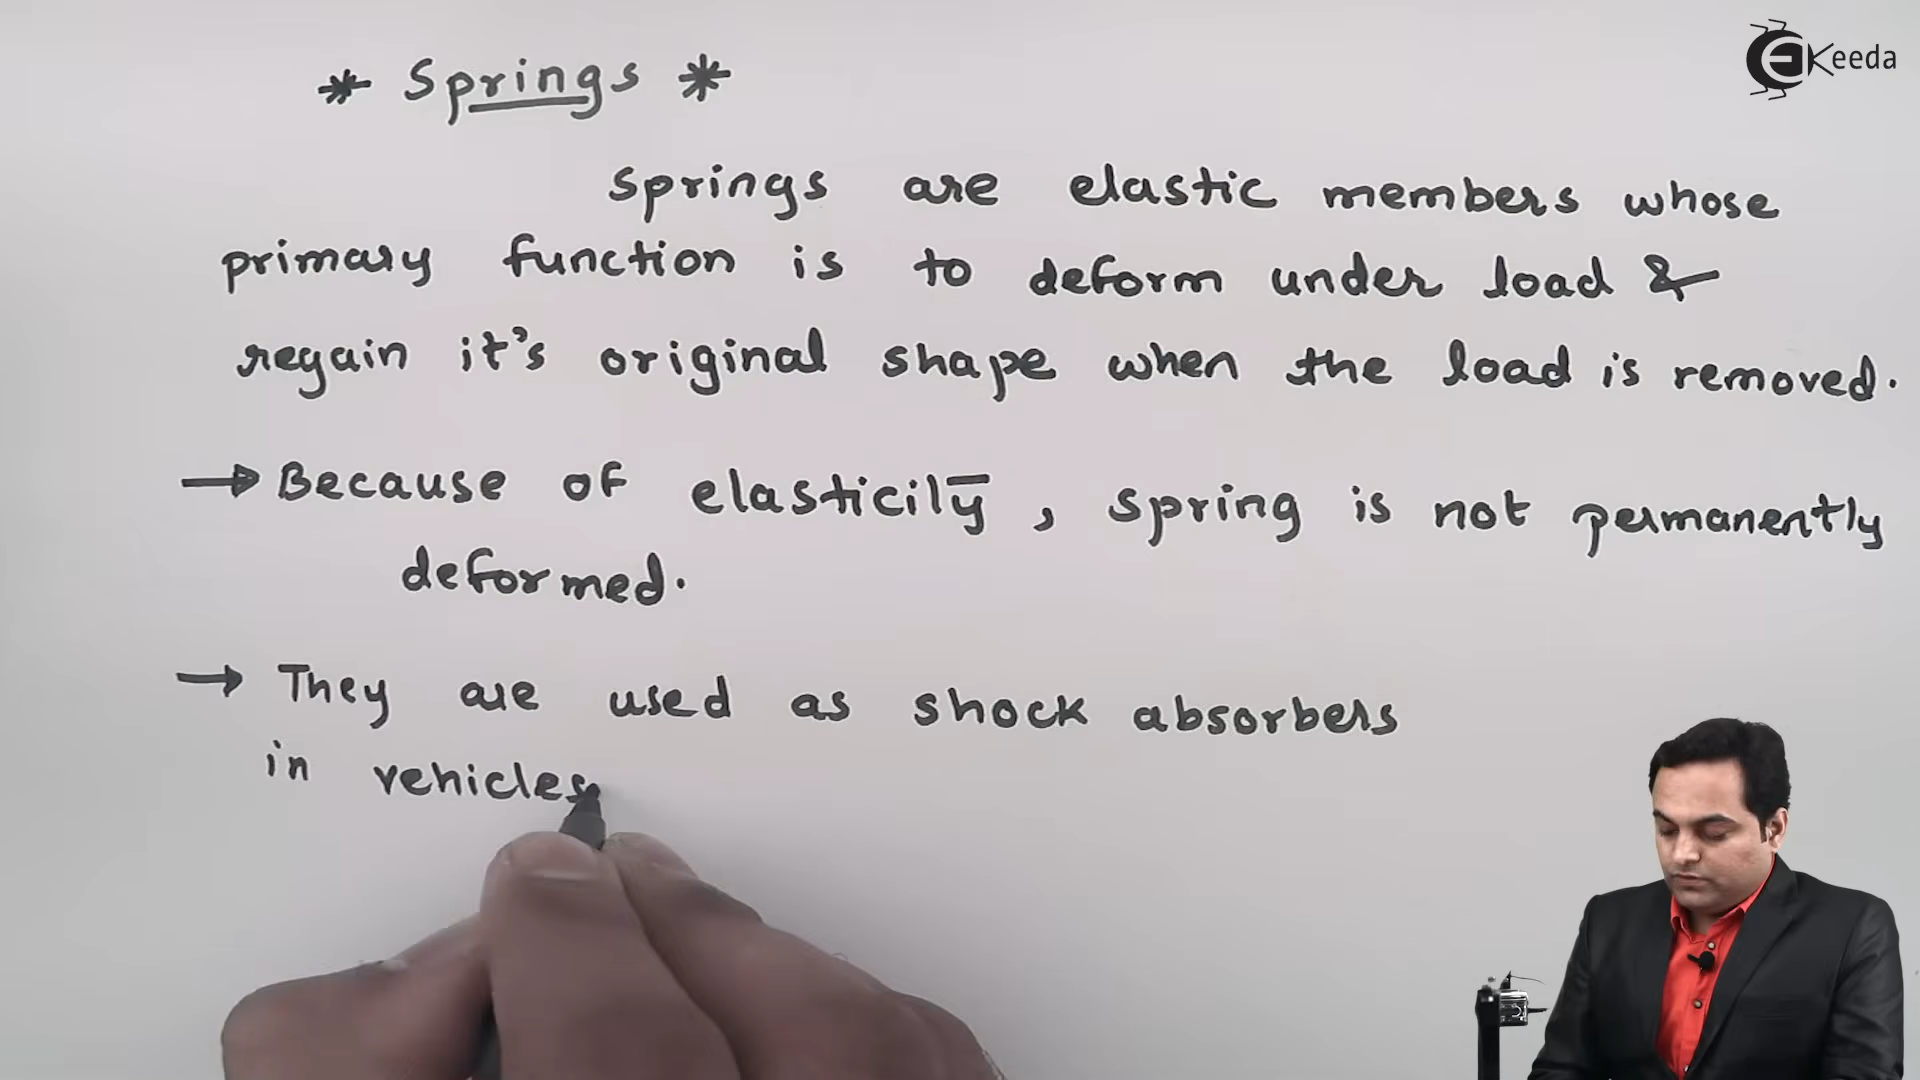 Keeda
* Springs *
Springs are elastic members whose
primary function is to deform under load &
regain it's original shape when the load is removed.
→ Because of elasticity, spring is not permanently
deformed.
→ They are used as shock absorbers
in vehicles